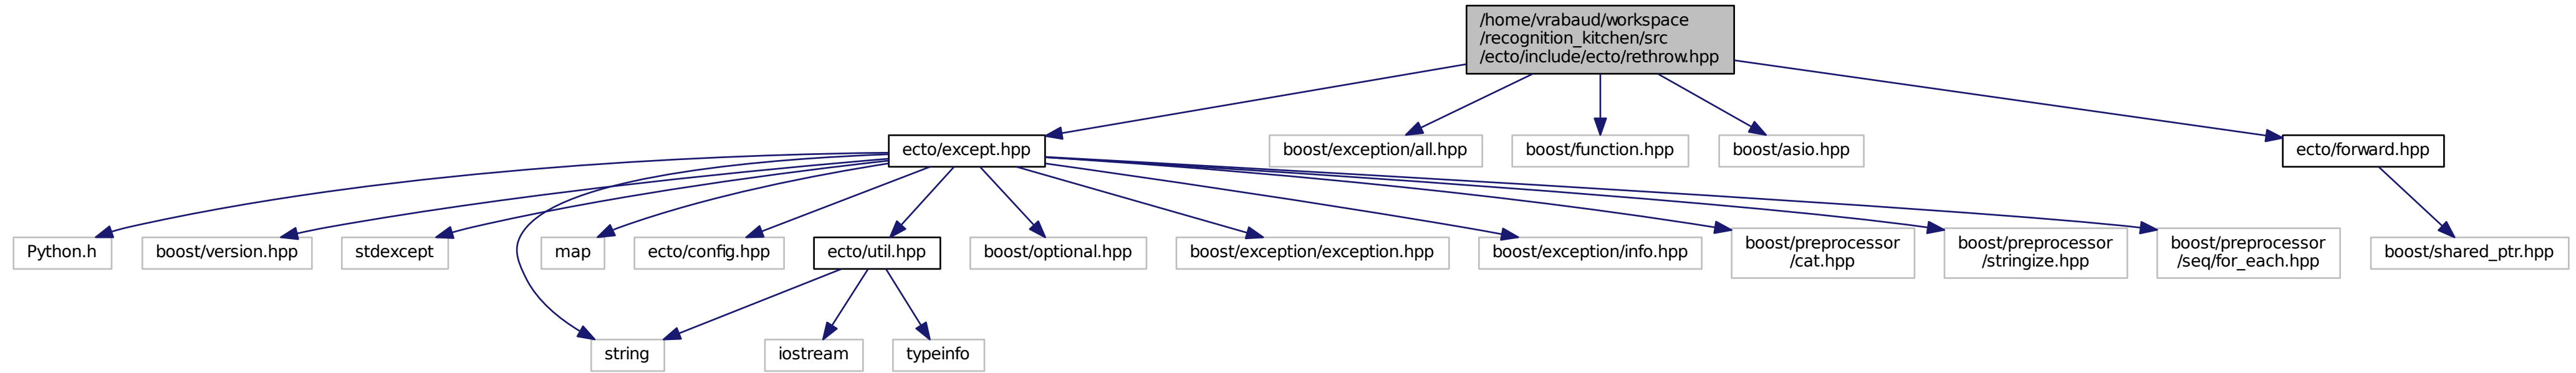 /home/vrabaud/workspace
/recognition_kitchen/src
/ecto/include/ecto/rethrow.hpp
ecto/except.hpp
boost/exception/all.hpp
boost/function.hpp
boost/asio.hpp
ecto/forward.hpp
Python.h
boost/version.hpp
stdexcept
map
ecto/config.hpp
ecto/util.hpp
boost/optional.hpp
boost/exception/exception.hpp
boost/exception/info.hpp
boost/preprocessor
/cat.hpp
boost/preprocessor
/stringize.hpp
boost/preprocessor
/seq/for_each.hpp
boost/shared_ptr.hpp
string
iostream
typeinfo